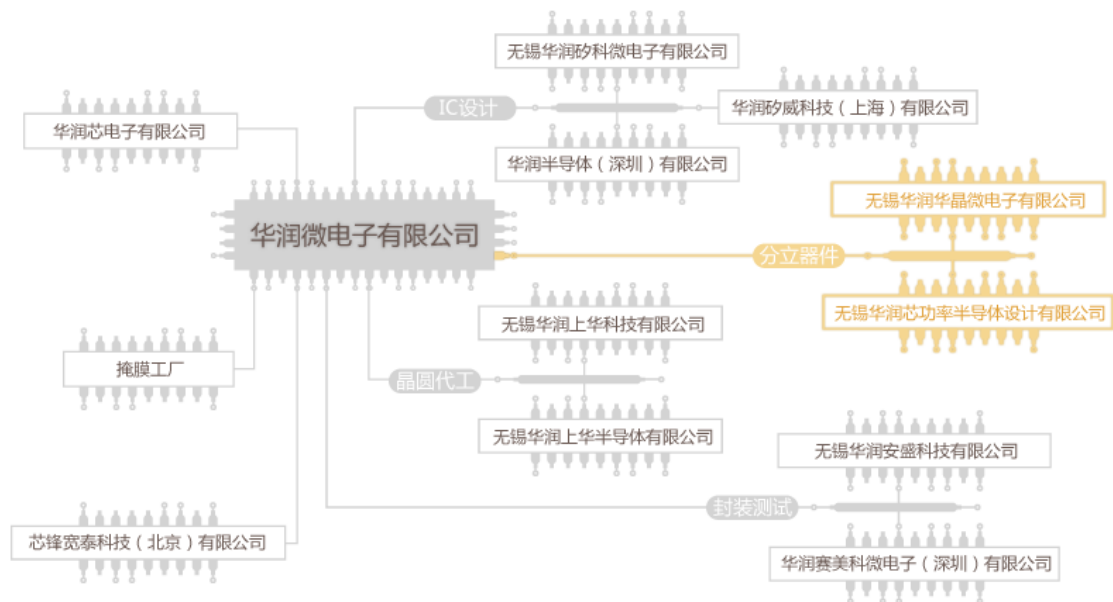 无锡华润矽科微电子有限公司
IC设计
华润矽威科技（上海）有限公司
华润芯电子有限公司
华润半导体（深圳）有限公司
无锡华润华晶微电子有限公司
华润微电子有限公司
分立器件
无锡华润芯功率半导体设计有限公司
无锡华润上华科技有限公司
掩膜工厂
晶圆代工
无锡华润上华半导体有限公司
无锡华润安盛科技有限公司
封装测试
芯锋宽泰科技（北京）有限公司
华润赛美科微电子（深圳）有限公司